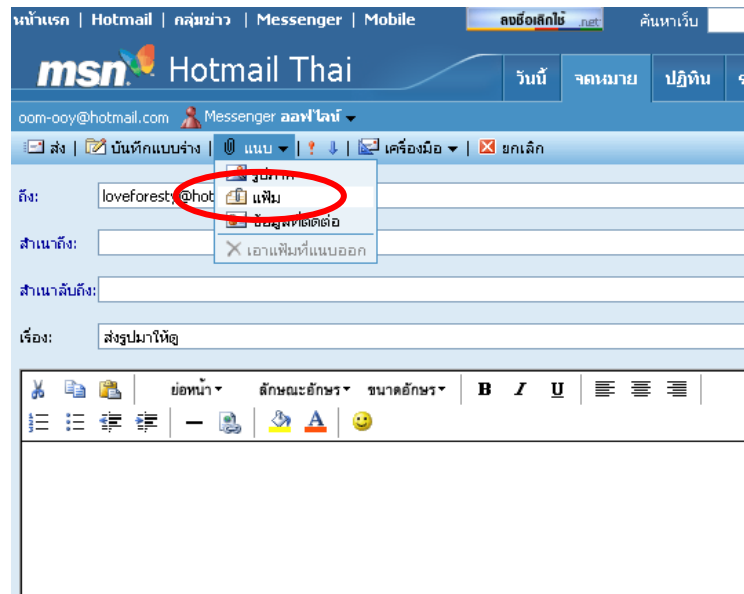 หน้าแรก | Hotmail | กลุ่มข่าว | Messenger | Mobile ลงชื่อเลิกใช้ .net ค้นหาเว็บ
msn Hotmail Thai วันนี้ จดหมาย ปฏิทิน
oom-ooy@hotmail.com Messenger ออฟไลน์
ส่ง | บันทึกแบบร่าง | แนบ | เครื่องมือ | ยกเลิก
รูปภาพ
ถึง: loveforesty@hot แฟ้ม
ข้อมูลที่ติดต่อ
สำเนาถึง: เอาแฟ้มที่แนบออก
สำเนาลับถึง:
เรื่อง: ส่งรูปมาให้ดู
ย่อหน้า ลักษณะอักษร ขนาดอักษร B I U
A